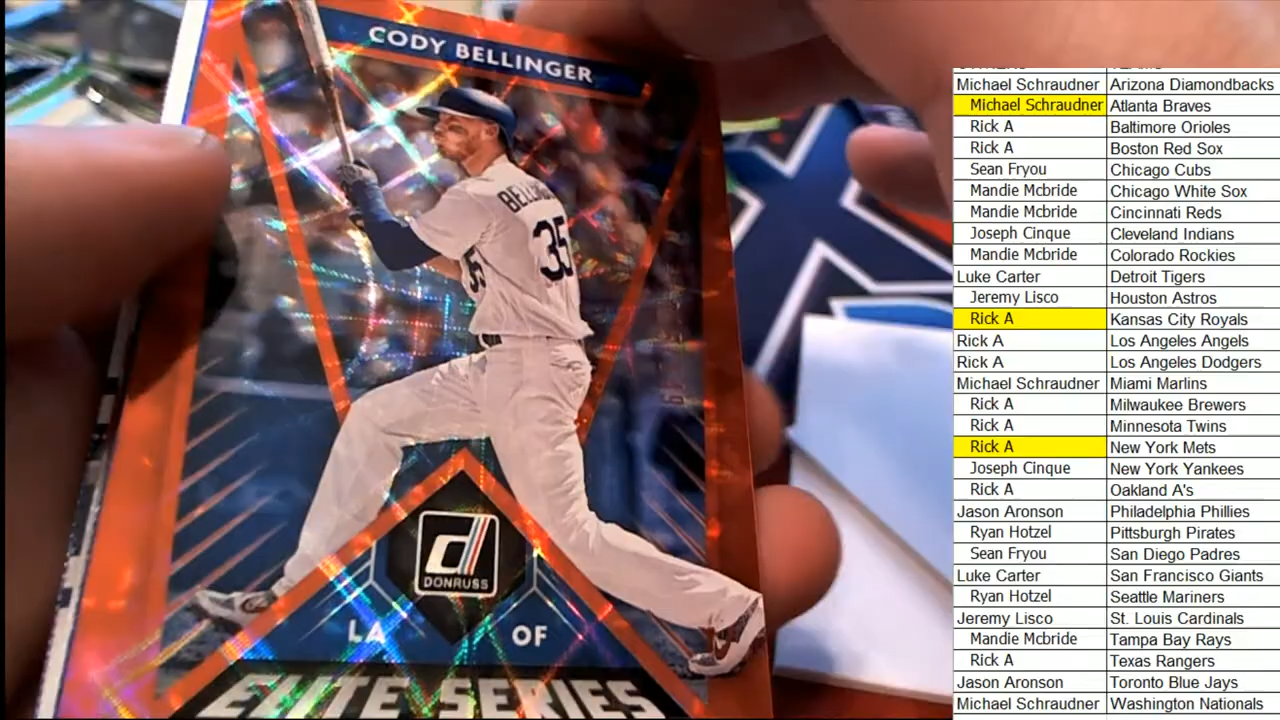 CODY BELLINGER
BELLIN
35
35
d
DONRUSS
LA OF
ELITE SERIES
Michael Schraudner Arizona Diamondbacks
Michael Schraudner Atlanta Braves
Rick A Baltimore Orioles
Rick A Boston Red Sox
Sean Fryou Chicago Cubs
Mandie Mcbride Chicago White Sox
Mandie Mcbride Cincinnati Reds
Joseph Cinque Cleveland Indians
Mandie Mcbride Colorado Rockies
Luke Carter Detroit Tigers
Jeremy Lisco Houston Astros
Rick A Kansas City Royals
Rick A Los Angeles Angels
Rick A Los Angeles Dodgers
Michael Schraudner Miami Marlins
Rick A Milwaukee Brewers
Rick A Minnesota Twins
Rick A New York Mets
Joseph Cinque New York Yankees
Rick A Oakland A's
Jason Aronson Philadelphia Phillies
Ryan Hotzel Pittsburgh Pirates
Sean Fryou San Diego Padres
Luke Carter San Francisco Giants
Ryan Hotzel Seattle Mariners
Jeremy Lisco St. Louis Cardinals
Mandie Mcbride Tampa Bay Rays
Rick A Texas Rangers
Jason Aronson Toronto Blue Jays
Michael Schraudner Washington Nationals